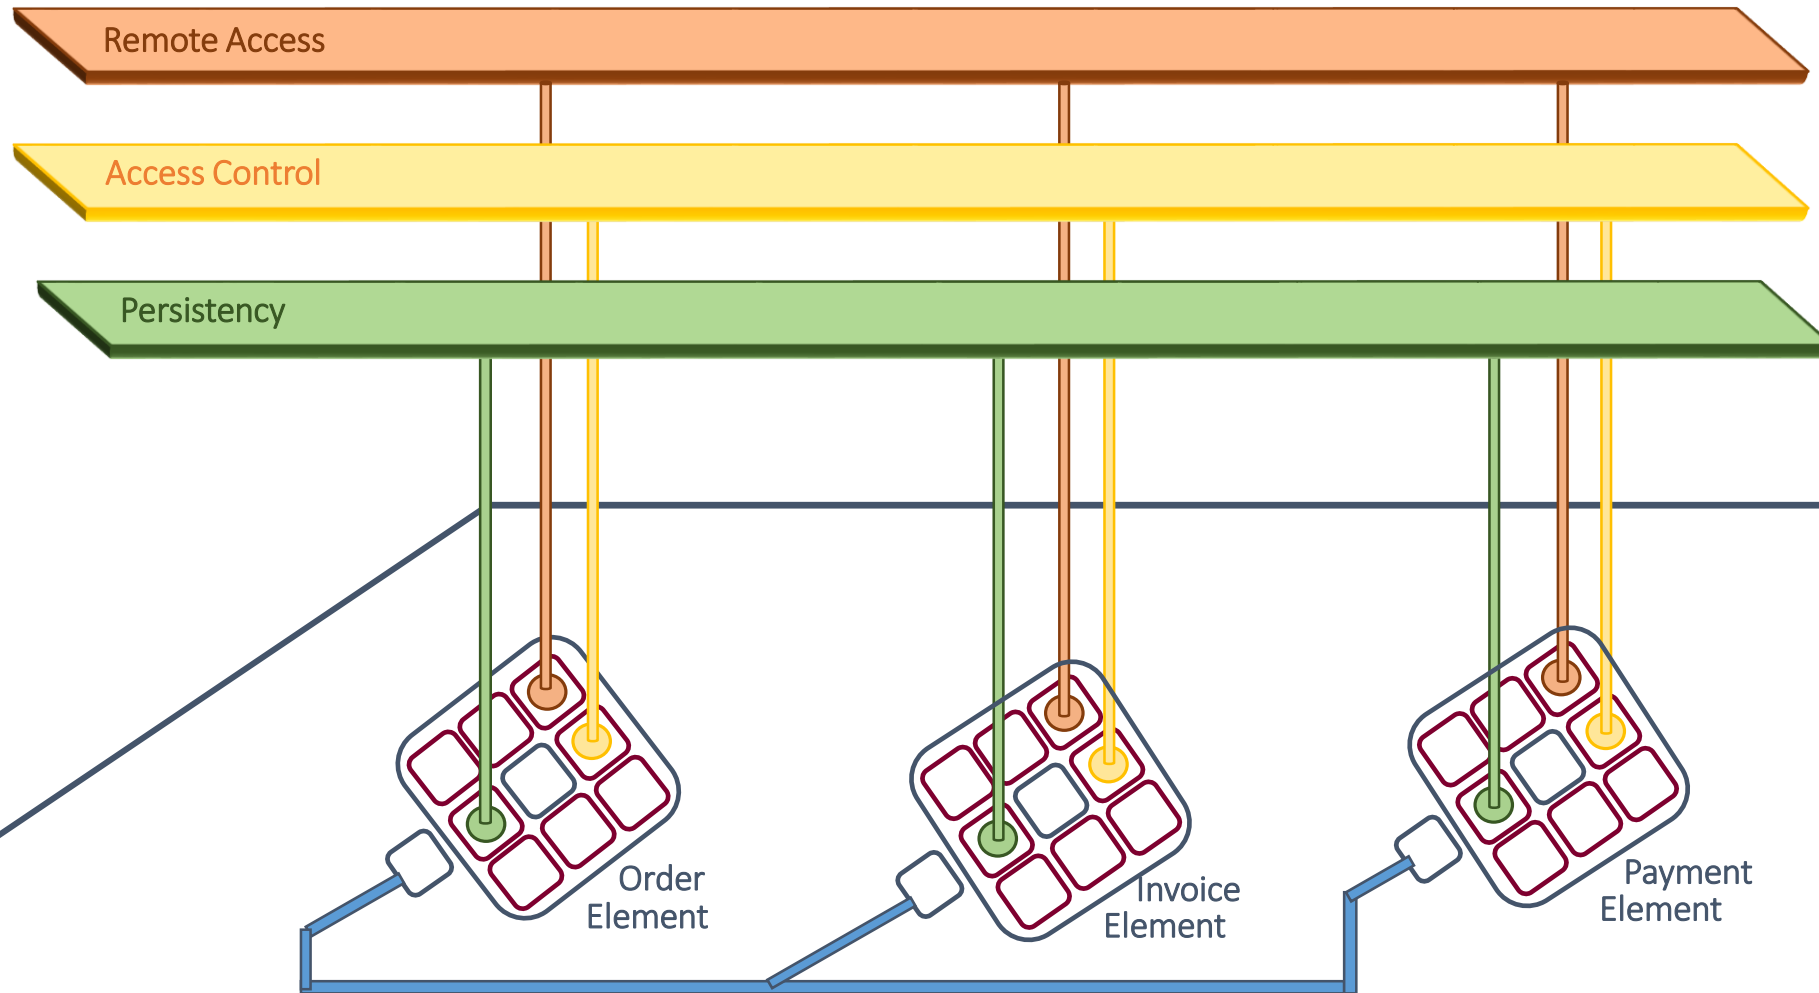 Remote Access
Access Control
Persistency
Order
Element
Invoice
Element
Payment
Element